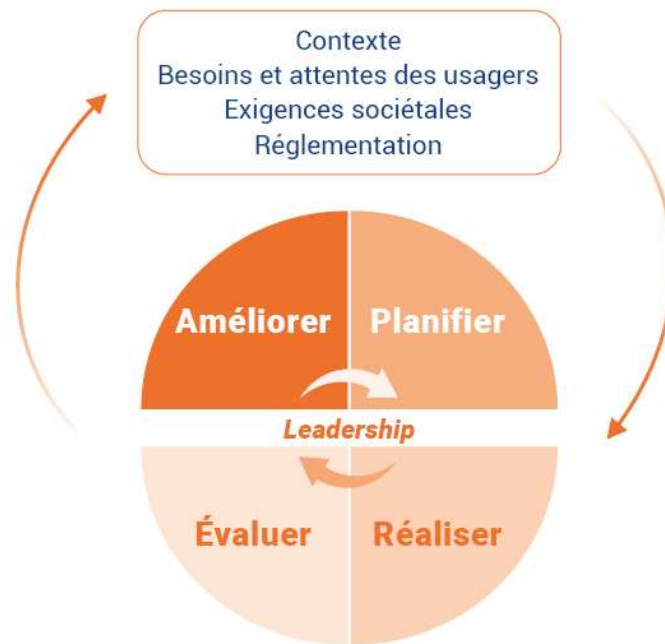 Contexte
Besoins et attentes des usagers
Exigences sociétales
Réglementation
Améliorer
Planifier
Leadership
Évaluer
Réaliser